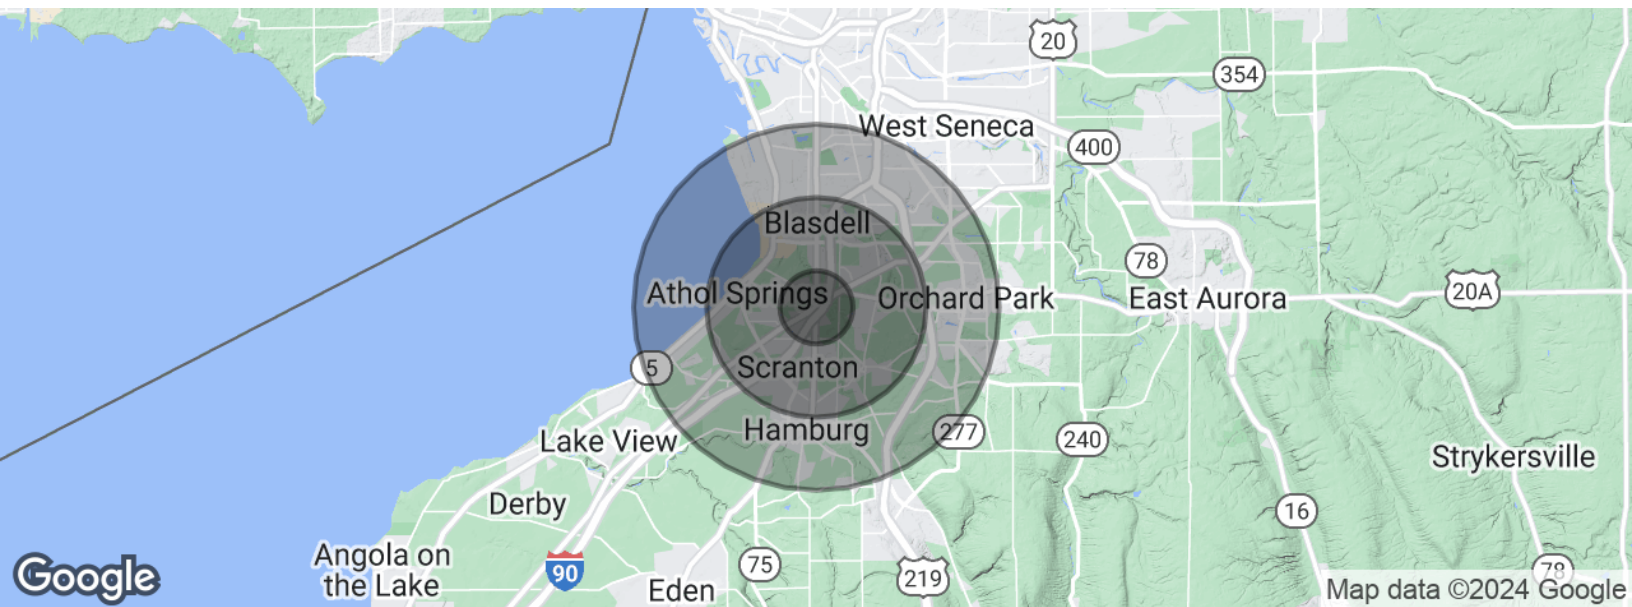 20
354
West Seneca
400
Blasdell
78
Athol Springs
Orchard Park
East Aurora
20A
5
Scranton
Hamburg
277
Lake View
240
Strykersville
Derby
16
Angola on
the Lake
90
75
219
78
Eden
Google
Map data ©2024 Google